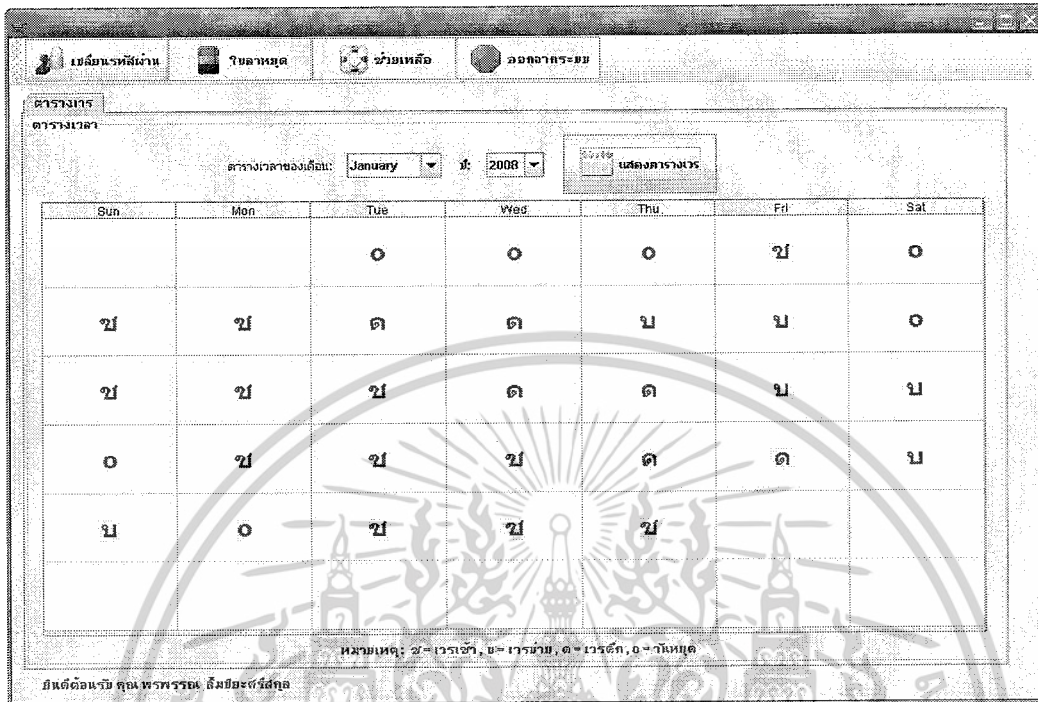 เปลี่ยนรหัสผ่าน ใบลาหยุด ช่วยเหลือ ออกจากระบบ
ตารางเวร
ตารางเวลา
ตารางเวลาของเดือน: January ปี: 2008 แสดงตารางเวร
Sun Mon Tue Wed Thu Fri Sat
o o o ช o
ช ช ด ด บ บ o
ช ช ช ด ด บ บ
o ช ช ช ด ด บ
บ o ช ช ช
หมายเหตุ: ช=เวรเช้า, บ=เวรบ่าย, ด=เวรดึก, o=วันหยุด
ยินดีต้อนรับ คุณ พรพรรณ